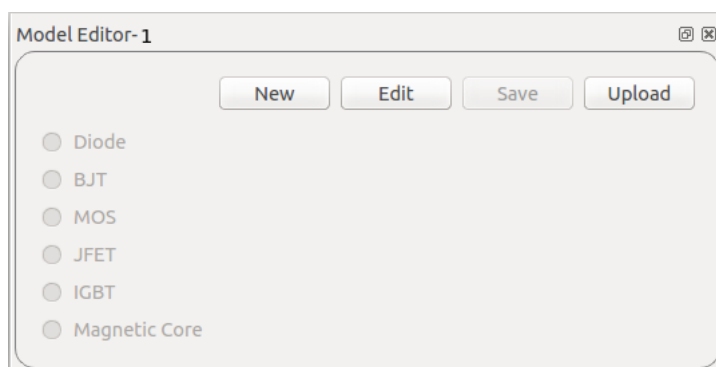 Model Editor-1
New Edit Save Upload
Diode
BJT
MOS
JFET
IGBT
Magnetic Core